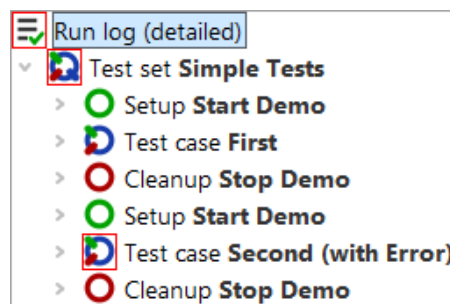 Run log (detailed)
Test set Simple Tests
Setup Start Demo
Test case First
Cleanup Stop Demo
Setup Start Demo
Test case Second (with Error)
Cleanup Stop Demo